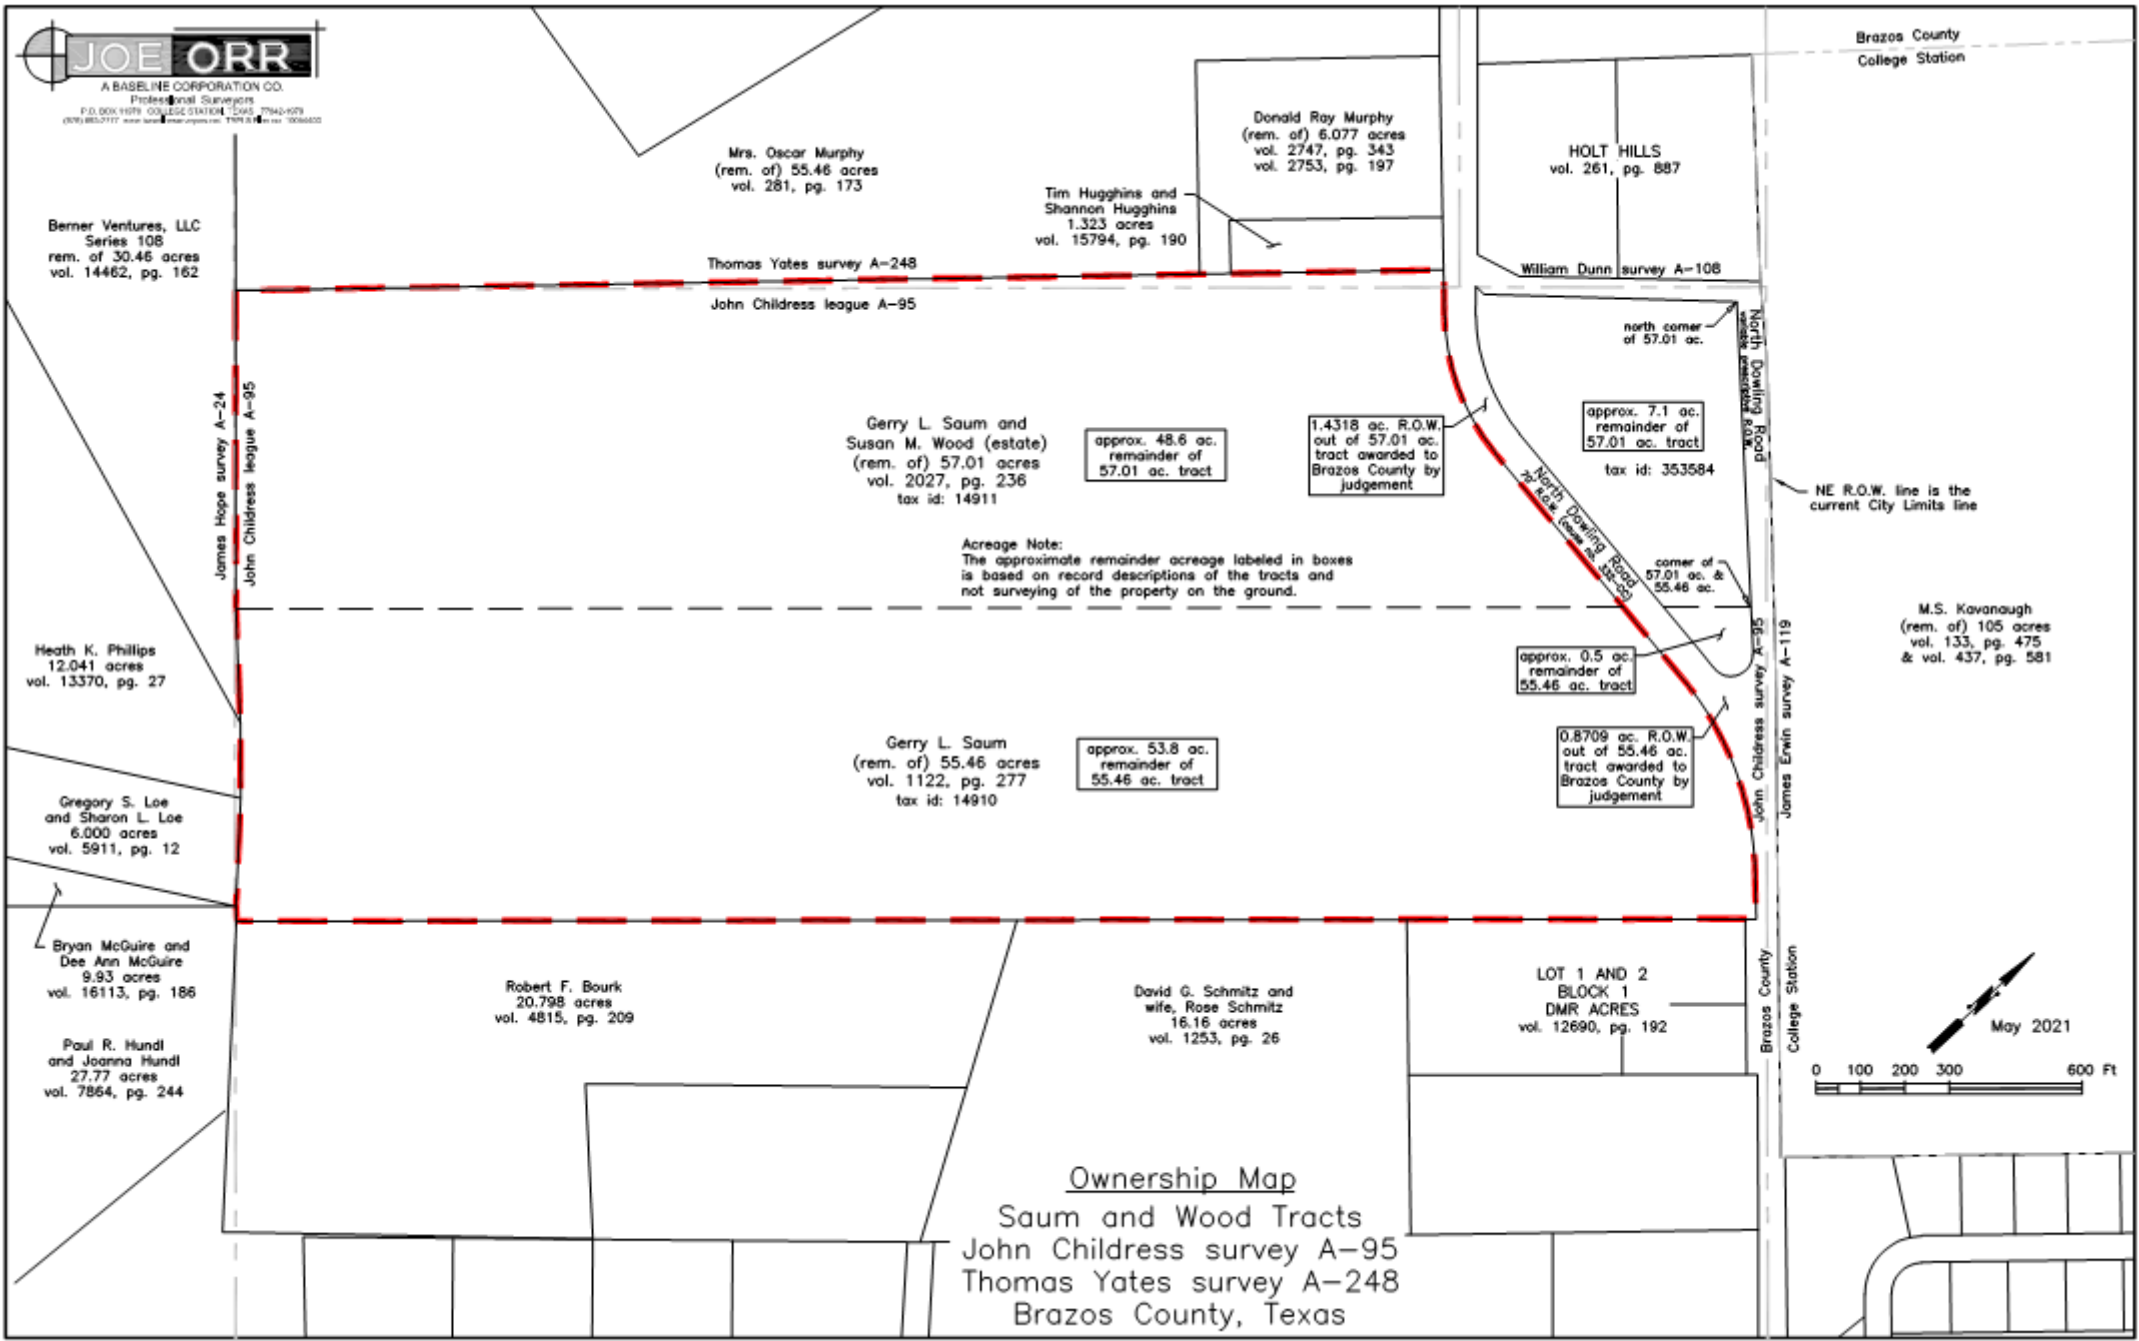 JOE ORR
A BASELINE CORPORATION CO.
Professional Surveyors
Brazos County
College Station
Donald Ray Murphy
(rem. of) 6.077 acres
vol. 2747, pg. 343
vol. 2753, pg. 197
HOLT HILLS
vol. 261, pg. 887
Mrs. Oscar Murphy
(rem. of) 55.46 acres
vol. 281, pg. 173
Tim Hugghins and
Shannon Hugghins
1.323 acres
vol. 15794, pg. 190
Berner Ventures, LLC
Series 108
rem. of 30.46 acres
vol. 14462, pg. 162
Thomas Yates survey A-248
John Childress league A-95
William Dunn survey A-108
north corner
of 57.01 ac.
North Dowling Road
variable prescriptive R.O.W.
James Hope survey A-24
John Childress league A-95
Gerry L. Saum and
Susan M. Wood (estate)
(rem. of) 57.01 acres
vol. 2027, pg. 236
tax id: 14911
approx. 48.6 ac.
remainder of
57.01 ac. tract
1.4318 ac. R.O.W.
out of 57.01 ac.
tract awarded to
Brazos County by
judgement
approx. 7.1 ac.
remainder of
57.01 ac. tract
tax id: 353584
North Dowling Road
70' R.O.W.
NE R.O.W. line is the
current City Limits line
Acreage Note:
The approximate remainder acreage labeled in boxes
is based on record descriptions of the tracts and
not surveying of the property on the ground.
corner of
57.01 ac. &
55.46 ac.
M.S. Kavanaugh
(rem. of) 105 acres
vol. 133, pg. 475
& vol. 437, pg. 581
Heath K. Phillips
12.041 acres
vol. 13370, pg. 27
approx. 0.5 ac.
remainder of
55.46 ac. tract
John Childress survey A-95
James Erwin survey A-119
Gerry L. Saum
(rem. of) 55.46 acres
vol. 1122, pg. 277
tax id: 14910
approx. 53.8 ac.
remainder of
55.46 ac. tract
0.8709 ac. R.O.W.
out of 55.46 ac.
tract awarded to
Brazos County by
judgement
Gregory S. Loe
and Sharon L. Loe
6.000 acres
vol. 5911, pg. 12
Bryan McGuire and
Dee Ann McGuire
9.93 acres
vol. 16113, pg. 186
Paul R. Hundl
and Joanna Hundl
27.77 acres
vol. 7864, pg. 244
Robert F. Bourk
20.798 acres
vol. 4815, pg. 209
David G. Schmitz and
wife, Rose Schmitz
16.16 acres
vol. 1253, pg. 26
LOT 1 AND 2
BLOCK 1
DMR ACRES
vol. 12690, pg. 192
Brazos County
College Station
May 2021
0 100 200 300 600 Ft
Ownership Map
Saum and Wood Tracts
John Childress survey A-95
Thomas Yates survey A-248
Brazos County, Texas